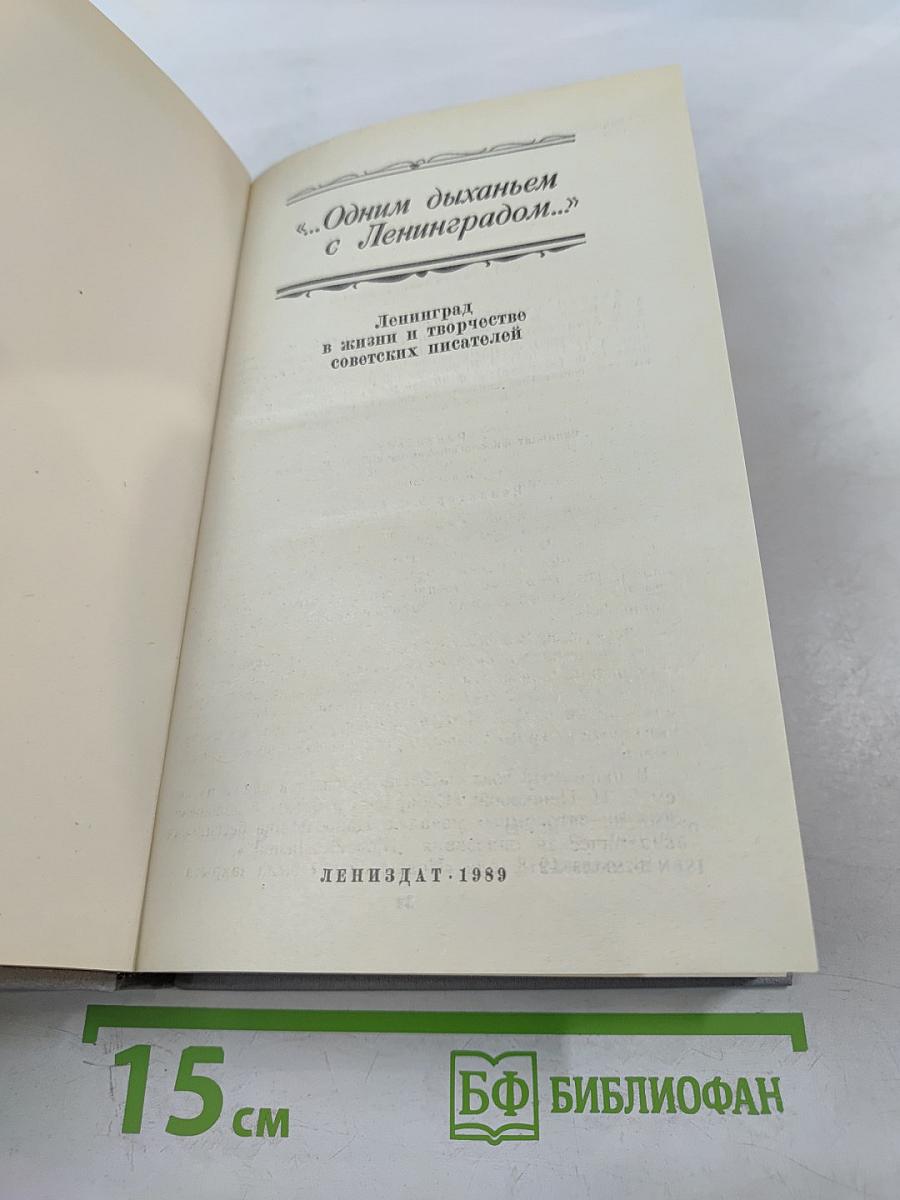 «...Одним дыханьем
с Ленинградом...»
Ленинград
в жизни и творчестве
советских писателей
ЛЕНИЗДАТ · 1989
15 см
БФ БИБЛИОФАН